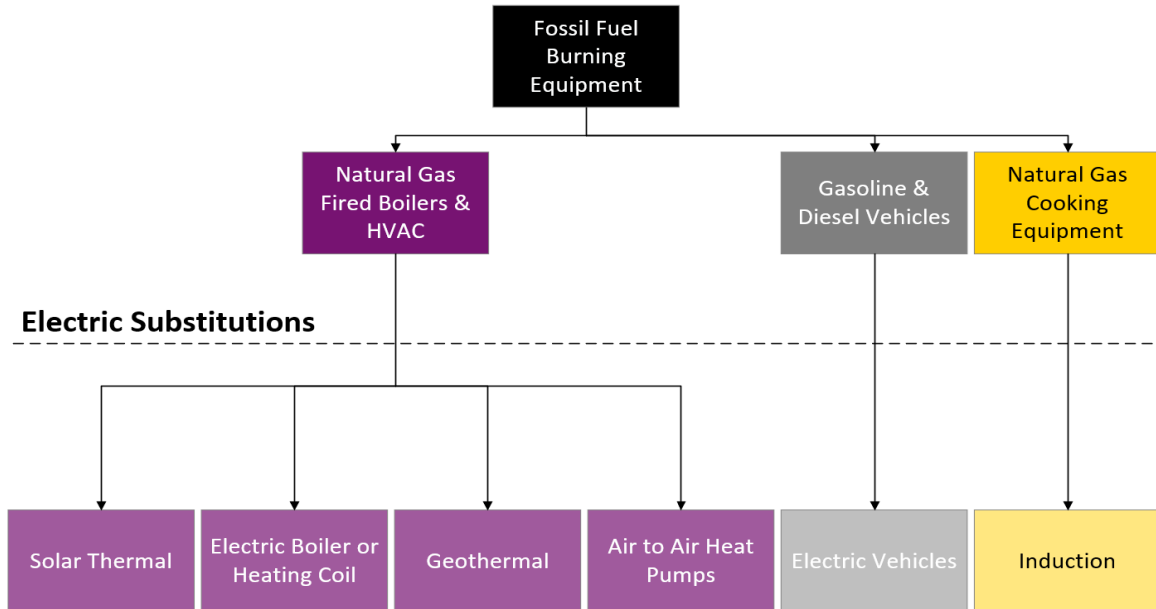 Fossil Fuel
Burning
Equipment
Natural Gas
Fired Boilers &
HVAC
Gasoline &
Diesel Vehicles
Natural Gas
Cooking
Equipment
Electric Substitutions
Solar Thermal
Electric Boiler or
Heating Coil
Geothermal
Air to Air Heat
Pumps
Electric Vehicles
Induction